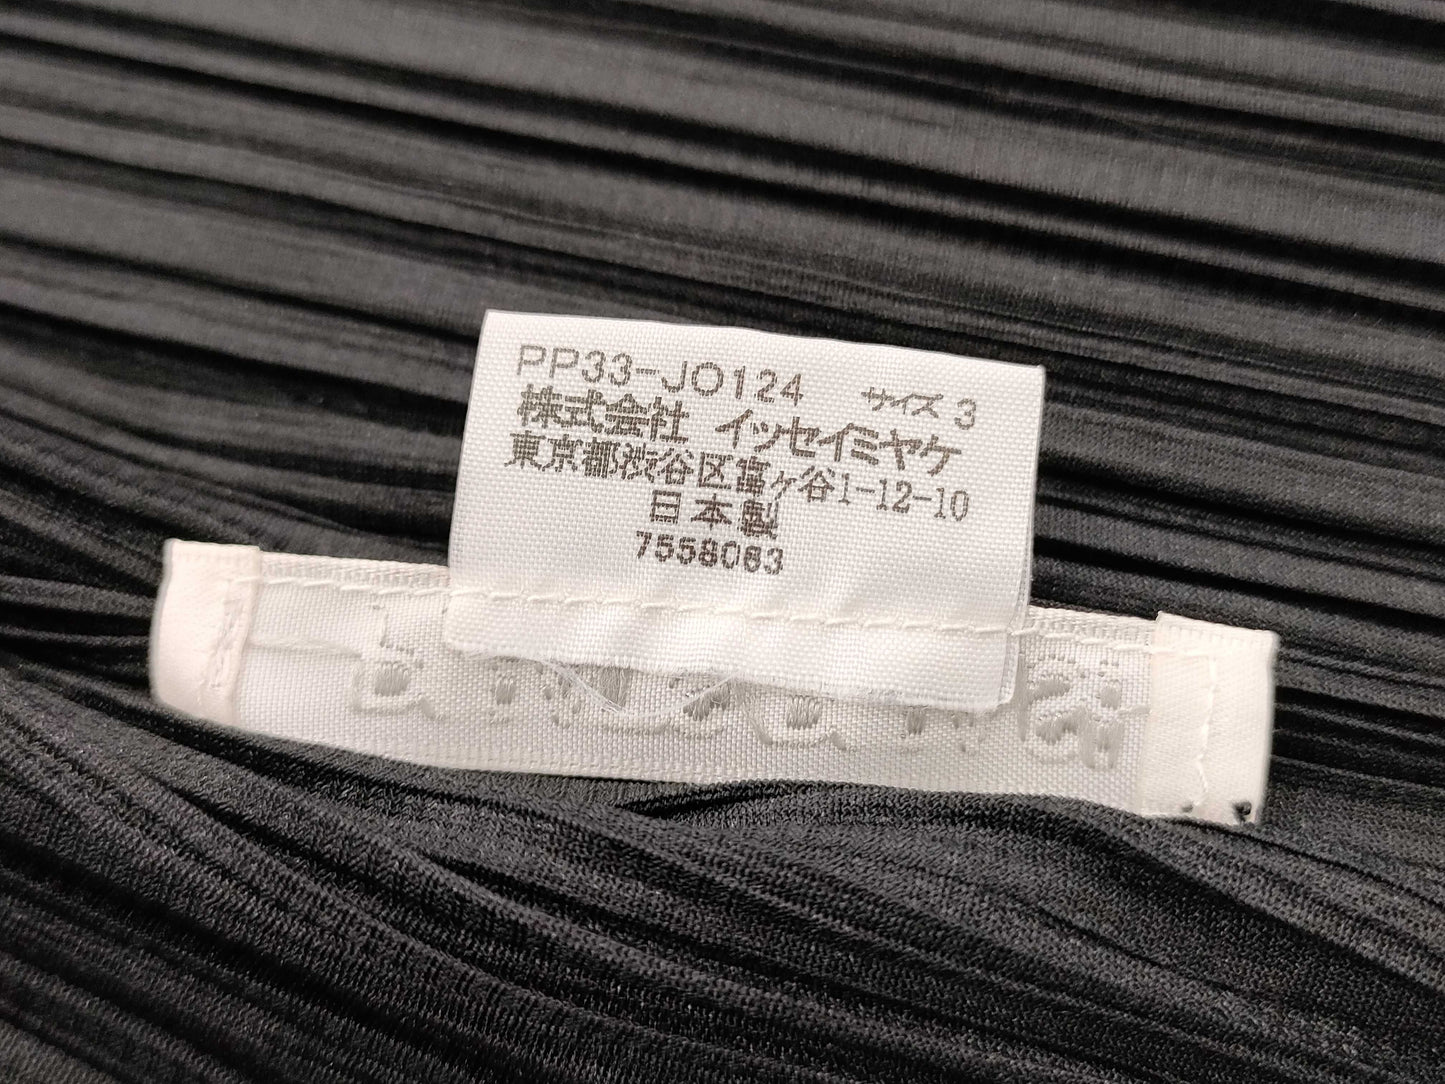 PP33-JO124 サイズ 3
株式会社 イッセイミヤケ
東京都渋谷区富ヶ谷1-12-10
日本製
7558063